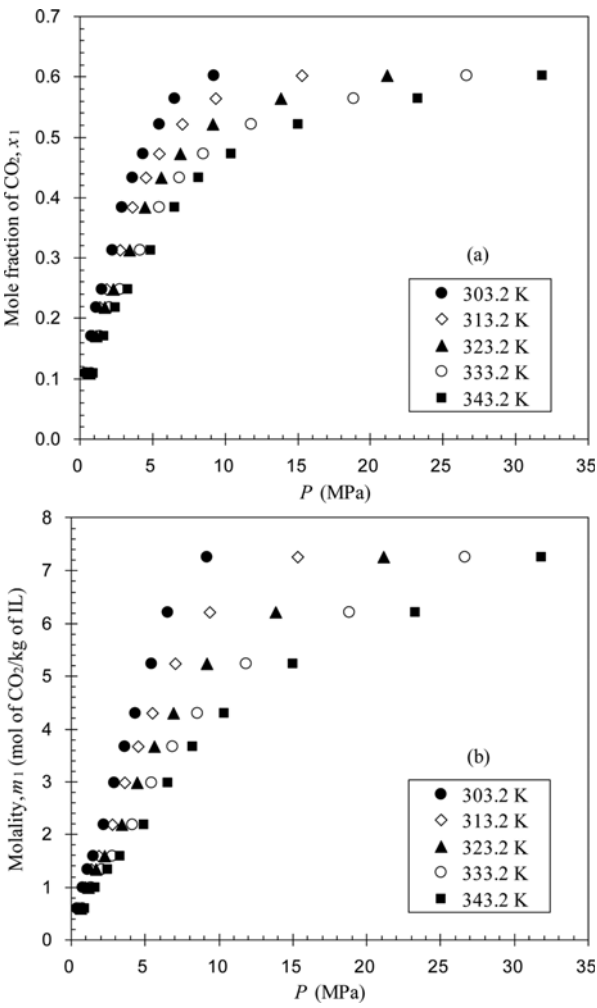 0.7
0.6
0.5
0.4
0.3
0.2
0.1
0.0
Mole fraction of CO₂, x₁
(a)
303.2 K
313.2 K
323.2 K
333.2 K
343.2 K
0 5 10 15 20 25 30 35
P (MPa)
8
7
6
5
4
3
2
1
0
Molality, m₁ (mol of CO₂/kg of IL)
(b)
303.2 K
313.2 K
323.2 K
333.2 K
343.2 K
0 5 10 15 20 25 30 35
P (MPa)